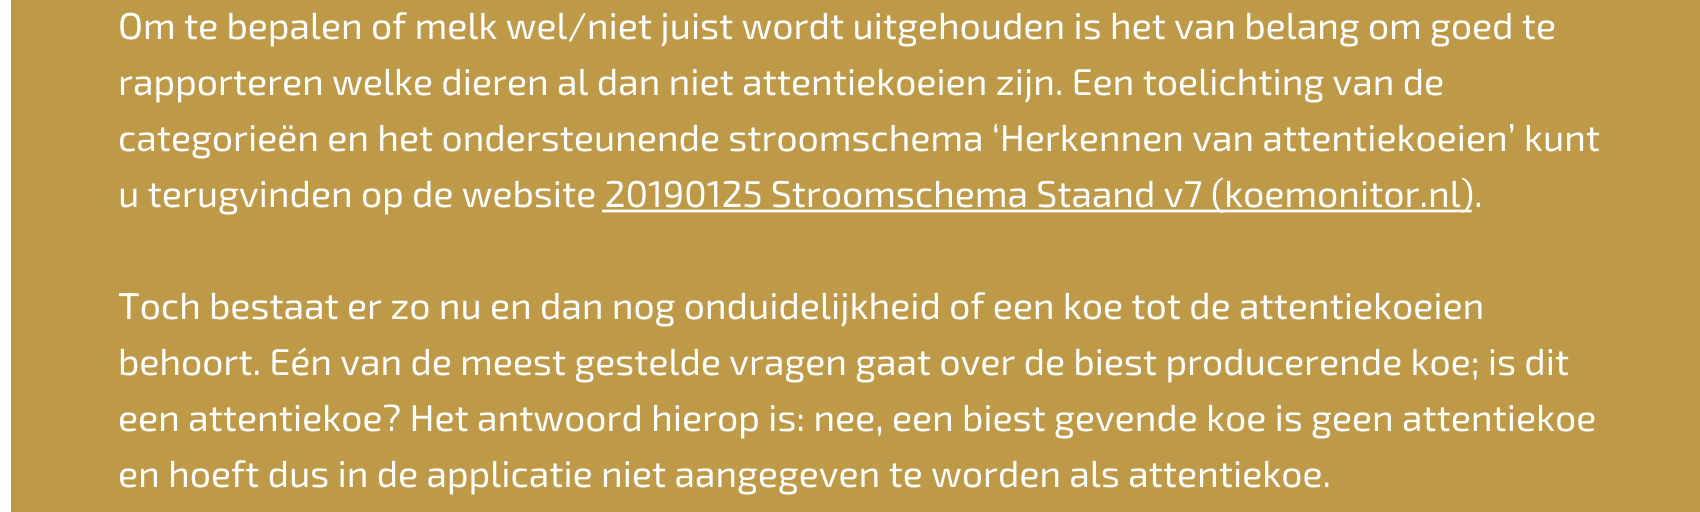 Om te bepalen of melk wel/niet juist wordt uitgehouden is het van belang om goed te
rapporteren welke dieren al dan niet attentiekoeien zijn. Een toelichting van de
categorieën en het ondersteunende stroomschema ‘Herkennen van attentiekoeien’ kunt
u terugvinden op de website 20190125 Stroomschema Staand v7 (koemonitor.nl).
Toch bestaat er zo nu en dan nog onduidelijkheid of een koe tot de attentiekoeien
behoort. Eén van de meest gestelde vragen gaat over de biest producerende koe; is dit
een attentiekoe? Het antwoord hierop is: nee, een biest gevende koe is geen attentiekoe
en hoeft dus in de applicatie niet aangegeven te worden als attentiekoe.